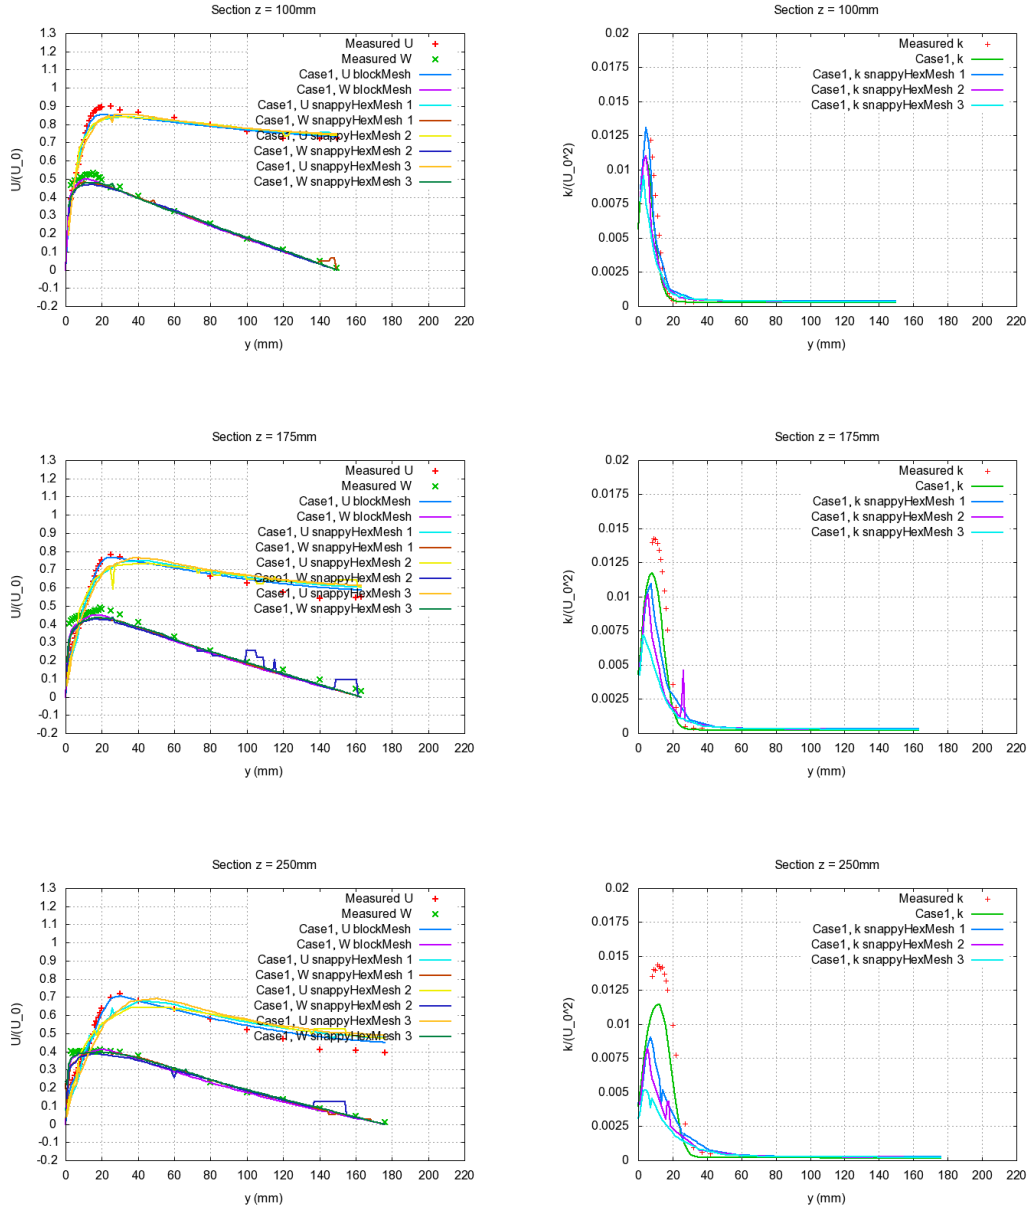 Section z = 100mm
U/(U_0)
1.3
1.2
1.1
1
0.9
0.8
0.7
0.6
0.5
0.4
0.3
0.2
0.1
0
-0.1
-0.2
Measured U
Measured W
Case1, U blockMesh
Case1, W blockMesh
Case1, U snappyHexMesh 1
Case1, W snappyHexMesh 1
Case1, U snappyHexMesh 2
Case1, W snappyHexMesh 2
Case1, U snappyHexMesh 3
Case1, W snappyHexMesh 3
0 20 40 60 80 100 120 140 160 180 200 220
y (mm)
Section z = 100mm
k/(U_0^2)
0.02
0.0175
0.015
0.0125
0.01
0.0075
0.005
0.0025
0
Measured k
Case1, k
Case1, k snappyHexMesh 1
Case1, k snappyHexMesh 2
Case1, k snappyHexMesh 3
0 20 40 60 80 100 120 140 160 180 200 220
y (mm)
Section z = 175mm
U/(U_0)
1.3
1.2
1.1
1
0.9
0.8
0.7
0.6
0.5
0.4
0.3
0.2
0.1
0
-0.1
-0.2
Measured U
Measured W
Case1, U blockMesh
Case1, W blockMesh
Case1, U snappyHexMesh 1
Case1, W snappyHexMesh 1
Case1, U snappyHexMesh 2
Case1, W snappyHexMesh 2
Case1, U snappyHexMesh 3
Case1, W snappyHexMesh 3
0 20 40 60 80 100 120 140 160 180 200 220
y (mm)
Section z = 175mm
k/(U_0^2)
0.02
0.0175
0.015
0.0125
0.01
0.0075
0.005
0.0025
0
Measured k
Case1, k
Case1, k snappyHexMesh 1
Case1, k snappyHexMesh 2
Case1, k snappyHexMesh 3
0 20 40 60 80 100 120 140 160 180 200 220
y (mm)
Section z = 250mm
U/(U_0)
1.3
1.2
1.1
1
0.9
0.8
0.7
0.6
0.5
0.4
0.3
0.2
0.1
0
-0.1
-0.2
Measured U
Measured W
Case1, U blockMesh
Case1, W blockMesh
Case1, U snappyHexMesh 1
Case1, W snappyHexMesh 1
Case1, U snappyHexMesh 2
Case1, W snappyHexMesh 2
Case1, U snappyHexMesh 3
Case1, W snappyHexMesh 3
0 20 40 60 80 100 120 140 160 180 200 220
y (mm)
Section z = 250mm
k/(U_0^2)
0.02
0.0175
0.015
0.0125
0.01
0.0075
0.005
0.0025
0
Measured k
Case1, k
Case1, k snappyHexMesh 1
Case1, k snappyHexMesh 2
Case1, k snappyHexMesh 3
0 20 40 60 80 100 120 140 160 180 200 220
y (mm)